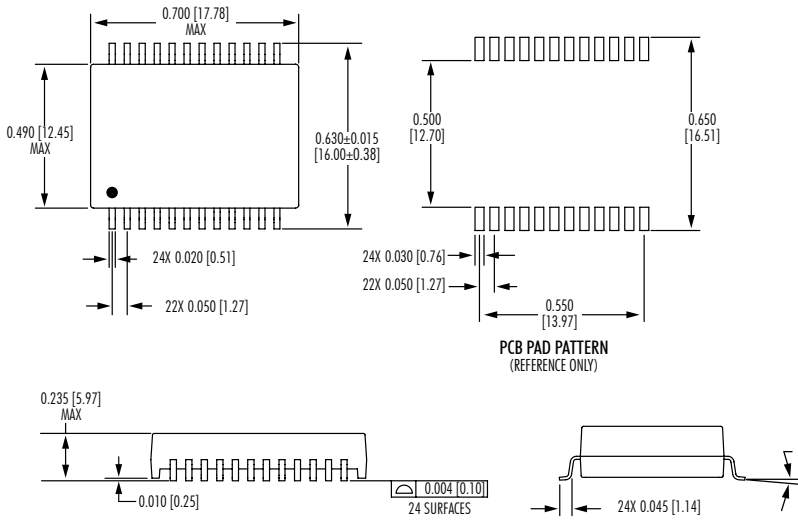 0.700 [17.78]
MAX
0.490 [12.45]
MAX
0.630±0.015
[16.00±0.38]
24X 0.020 [0.51]
22X 0.050 [1.27]
0.500
[12.70]
0.650
[16.51]
24X 0.030 [0.76]
22X 0.050 [1.27]
0.550
[13.97]
PCB PAD PATTERN
(REFERENCE ONLY)
0.235 [5.97]
MAX
0.010 [0.25]
0.004 [0.10]
24 SURFACES
24X 0.045 [1.14]